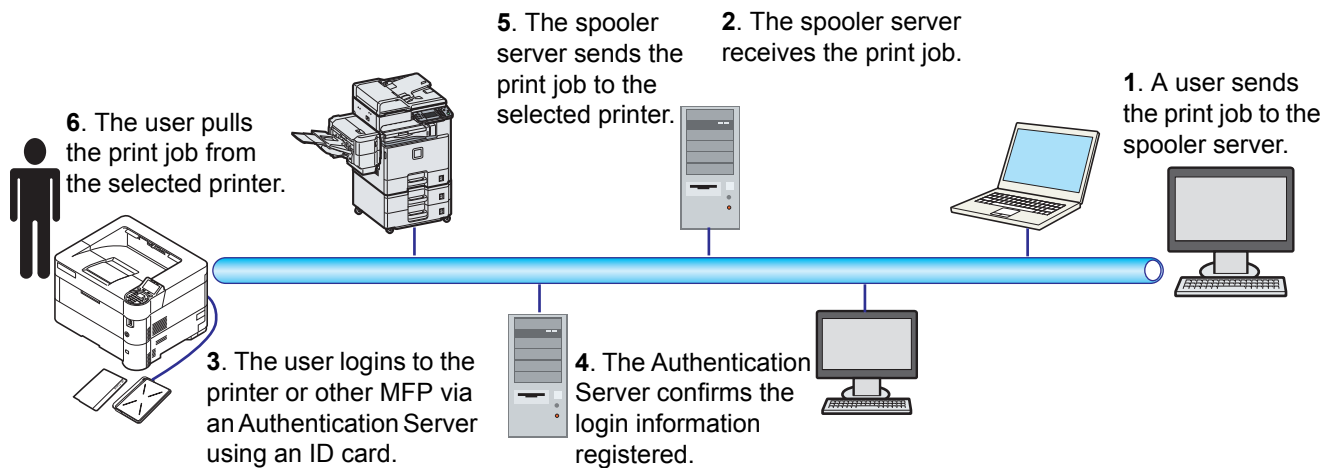 1. A user sends
the print job to the
spooler server.
2. The spooler server
receives the print job.
3. The user logins to the
printer or other MFP via
an Authentication Server
using an ID card.
4. The Authentication
Server confirms the
login information
registered.
5. The spooler
server sends the
print job to the
selected printer.
6. The user pulls
the print job from
the selected printer.